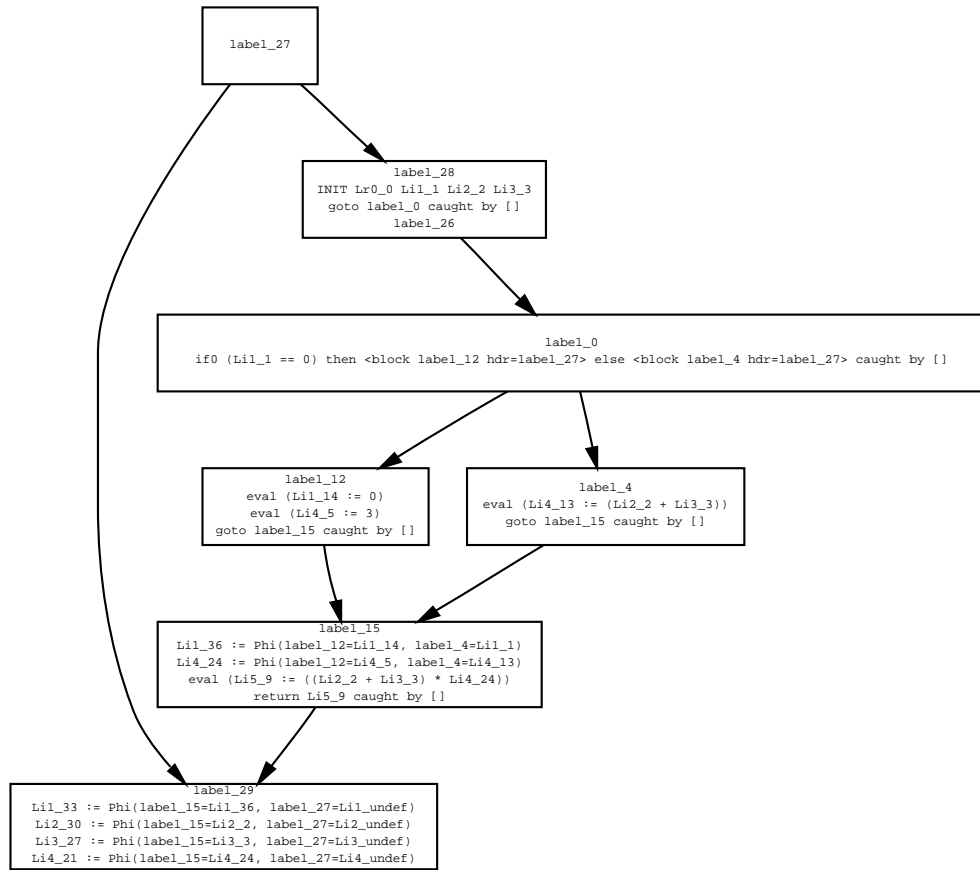 label_27
label_28
INIT Lr0_0 Li1_1 Li2_2 Li3_3
goto label_0 caught by []
label_26
label_0
if0 (Li1_1 == 0) then <block label_12 hdr=label_27> else <block label_4 hdr=label_27> caught by []
label_12
eval (Li1_14 := 0)
eval (Li4_5 := 3)
goto label_15 caught by []
label_4
eval (Li4_13 := (Li2_2 + Li3_3))
goto label_15 caught by []
label_15
Li1_36 := Phi(label_12=Li1_14, label_4=Li1_1)
Li4_24 := Phi(label_12=Li4_5, label_4=Li4_13)
eval (Li5_9 := ((Li2_2 + Li3_3) * Li4_24))
return Li5_9 caught by []
label_29
Li1_33 := Phi(label_15=Li1_36, label_27=Li1_undef)
Li2_30 := Phi(label_15=Li2_2, label_27=Li2_undef)
Li3_27 := Phi(label_15=Li3_3, label_27=Li3_undef)
Li4_21 := Phi(label_15=Li4_24, label_27=Li4_undef)